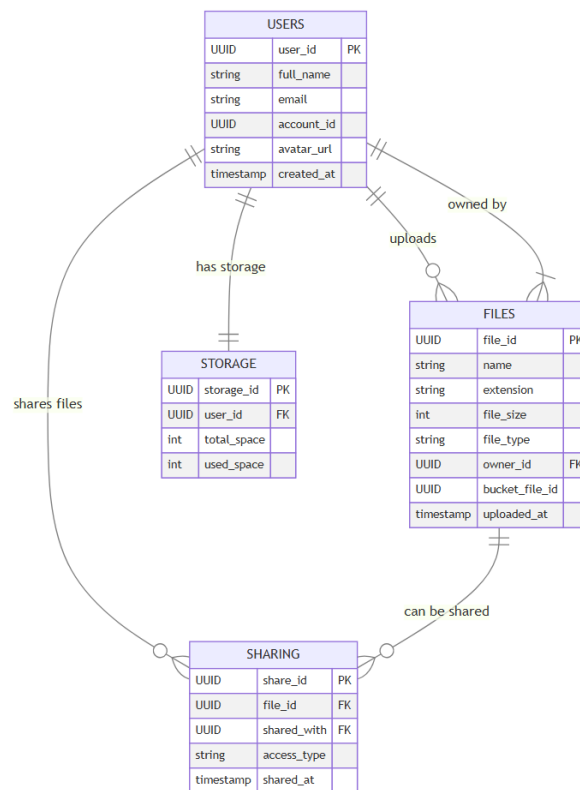 USERS
UUID user_id PK
string full_name
string email
UUID account_id
string avatar_url
timestamp created_at
owned by
uploads
has storage
FILES
UUID file_id PK
string name
string extension
int file_size
string file_type
UUID owner_id FK
UUID bucket_file_id
timestamp uploaded_at
STORAGE
UUID storage_id PK
UUID user_id FK
int total_space
int used_space
shares files
can be shared
SHARING
UUID share_id PK
UUID file_id FK
UUID shared_with FK
string access_type
timestamp shared_at